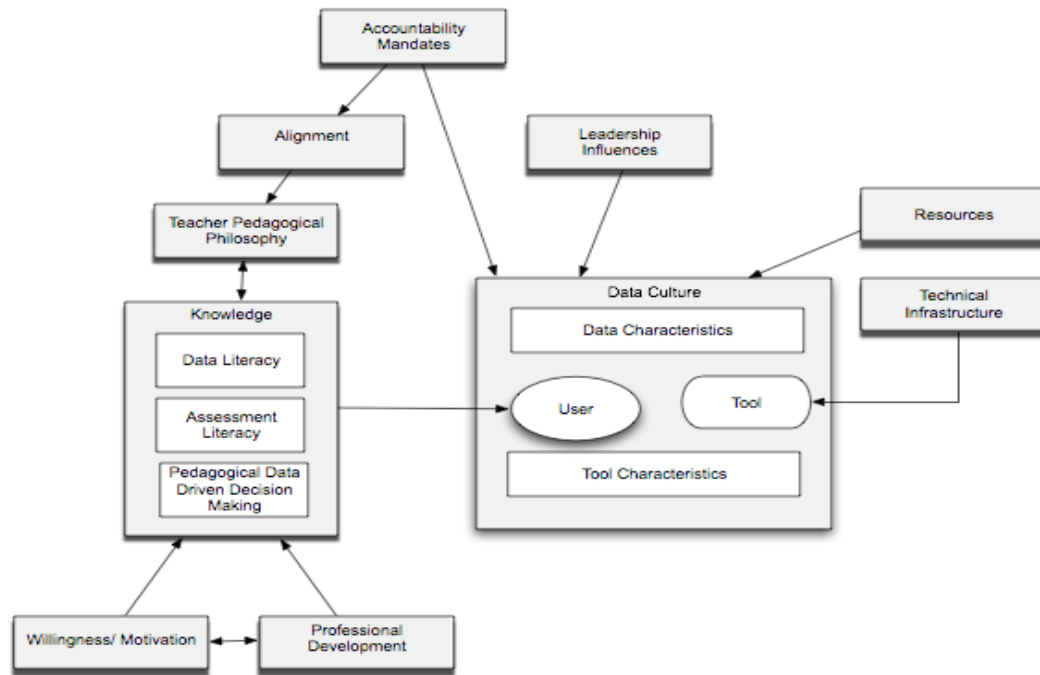 Accountability
Mandates
Alignment
Leadership
Influences
Teacher Pedagogical
Philosophy
Resources
Knowledge
Data Literacy
Assessment
Literacy
Pedagogical Data
Driven Decision
Making
Data Culture
Data Characteristics
User
Tool
Tool Characteristics
Technical
Infrastructure
Willingness/ Motivation
Professional
Development